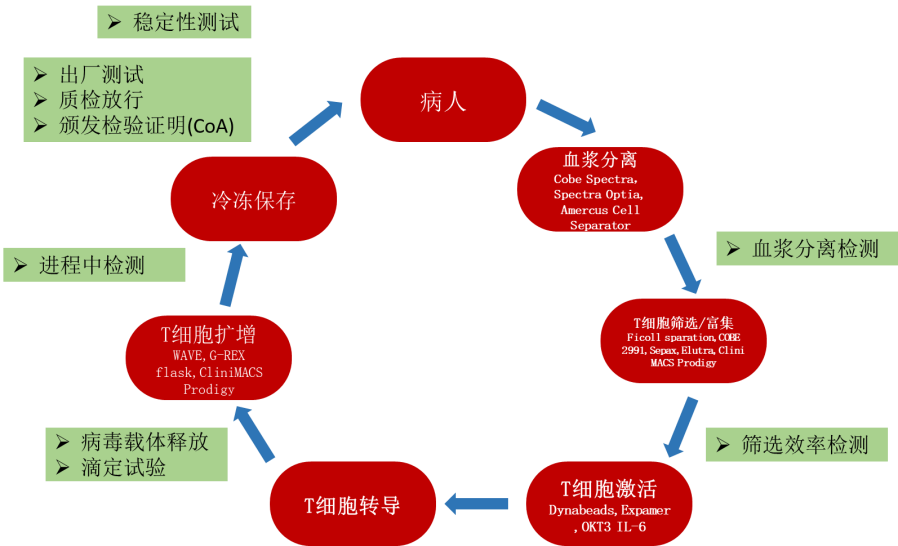 ➢ 稳定性测试
➢ 出厂测试
➢ 质检放行
➢ 颁发检验证明(CoA)
病人
血浆分离
Cobe Spectra,
Spectra Optia,
Amercus Cell
Separator
➢ 血浆分离检测
T细胞筛选/富集
Ficoll sparation,COBE
2991,Sepax,Elutra,Clini
MACS Prodigy
➢ 筛选效率检测
T细胞激活
Dynabeads,Expamer
,OKT3 IL-6
T细胞转导
➢ 病毒载体释放
➢ 滴定试验
T细胞扩增
WAVE,G-REX
flask,CliniMACS
Prodigy
➢ 进程中检测
冷冻保存